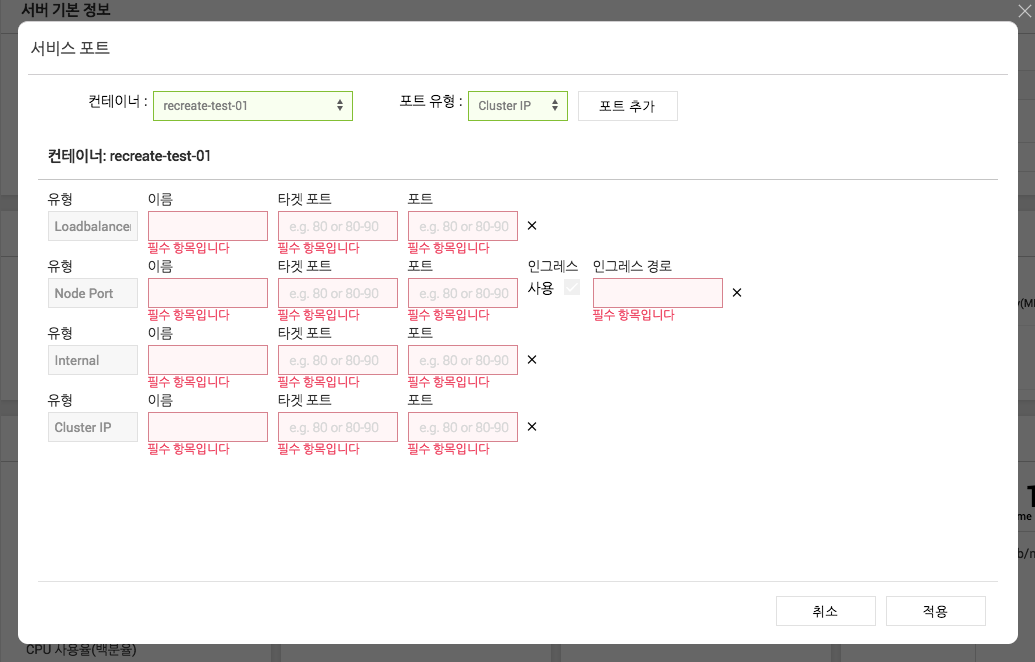 서버 기본 정보
서비스 포트
컨테이너 : recreate-test-01 포트 유형 : Cluster IP 포트 추가
컨테이너: recreate-test-01
유형 이름 타겟 포트 포트
Loadbalancer e.g. 80 or 80-90 e.g. 80 or 80-90 ×
필수 항목입니다 필수 항목입니다 필수 항목입니다
유형 이름 타겟 포트 포트 인그레스 인그레스 경로
Node Port e.g. 80 or 80-90 e.g. 80 or 80-90 사용 ×
필수 항목입니다 필수 항목입니다 필수 항목입니다 필수 항목입니다
유형 이름 타겟 포트 포트
Internal e.g. 80 or 80-90 e.g. 80 or 80-90 ×
필수 항목입니다 필수 항목입니다 필수 항목입니다
유형 이름 타겟 포트 포트
Cluster IP e.g. 80 or 80-90 e.g. 80 or 80-90 ×
필수 항목입니다 필수 항목입니다 필수 항목입니다
취소 적용
CPU 사용율(백분율)